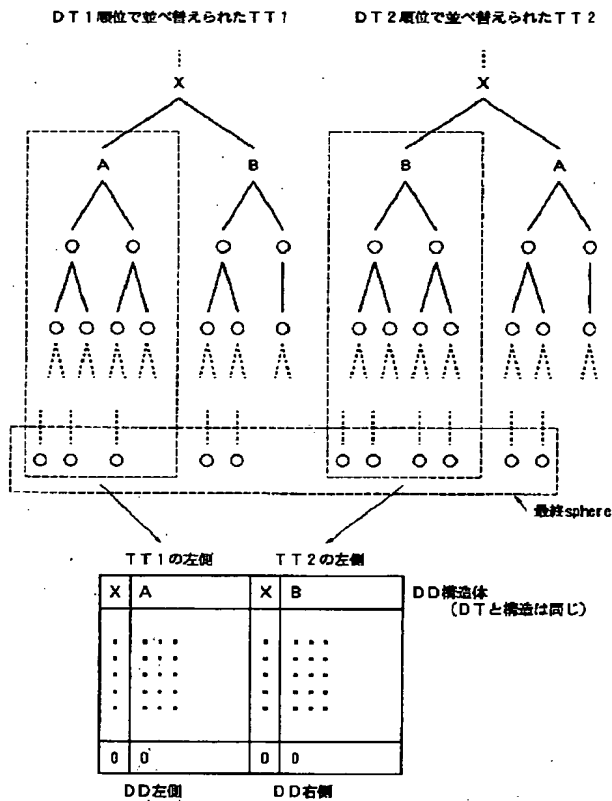 DT1順位で並べ替えられたTT1
DT2順位で並べ替えられたTT2
X
X
A
B
B
A
最終sphere
TT1の左側
TT2の左側
X A X B
DD構造体
(DTと構造は同じ)
0 0 0 0
DD左側
DD右側